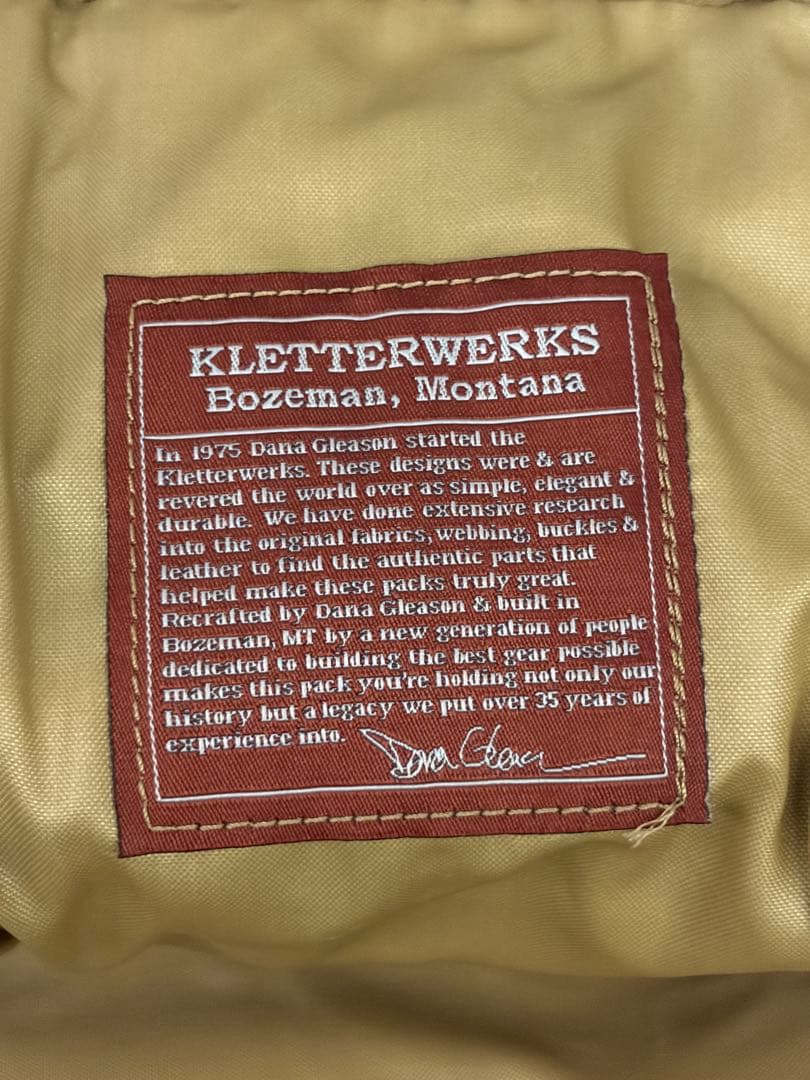 KLETTERWERKS
Bozeman, Montana
In 1975 Dana Gleason started the
Kletterwerks. These designs were & are
revered the world over as simple, elegant &
durable. We have done extensive research
into the original fabrics, webbing, buckles &
leather to find the authentic parts that
helped make these packs truly great.
Recrafted by Dana Gleason & built in
Bozeman, MT by a new generation of people
dedicated to building the best gear possible
makes this pack you're holding not only our
history but a legacy we put over 35 years of
experience into.
Dana Gleason